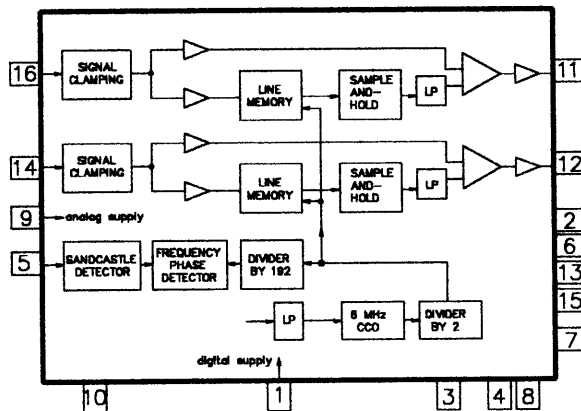 16
SIGNAL
CLAMPING
LINE
MEMORY
SAMPLE
AND-
HOLD
LP
11
14
SIGNAL
CLAMPING
LINE
MEMORY
SAMPLE
AND-
HOLD
LP
12
9
analog supply
2
5
SANDCASTLE
DETECTOR
FREQUENCY
PHASE
DETECTOR
DIVIDER
BY 192
6
13
15
LP
6 MHz
CCO
DIVIDER
BY 2
7
digital supply
10
1
3
4
8